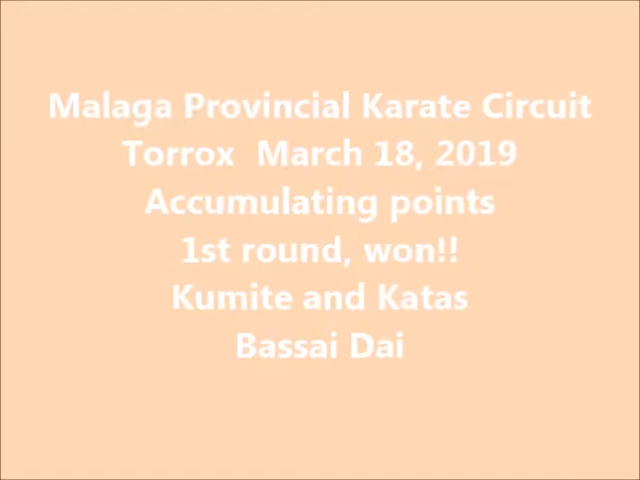 Malaga Provincial Karate Circuit
Torrox  March 18, 2019
Accumulating points
1st round, won!!
Kumite and Katas
Bassai Dai